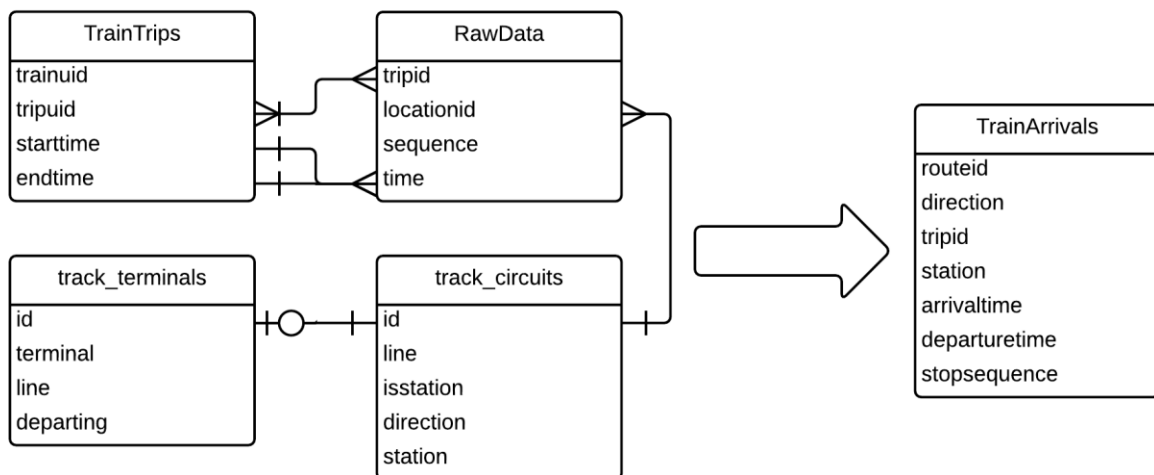 TrainTrips
trainuid
tripuid
starttime
endtime
RawData
tripid
locationid
sequence
time
track_terminals
id
terminal
line
departing
track_circuits
id
line
isstation
direction
station
TrainArrivals
routeid
direction
tripid
station
arrivaltime
departuretime
stopsequence